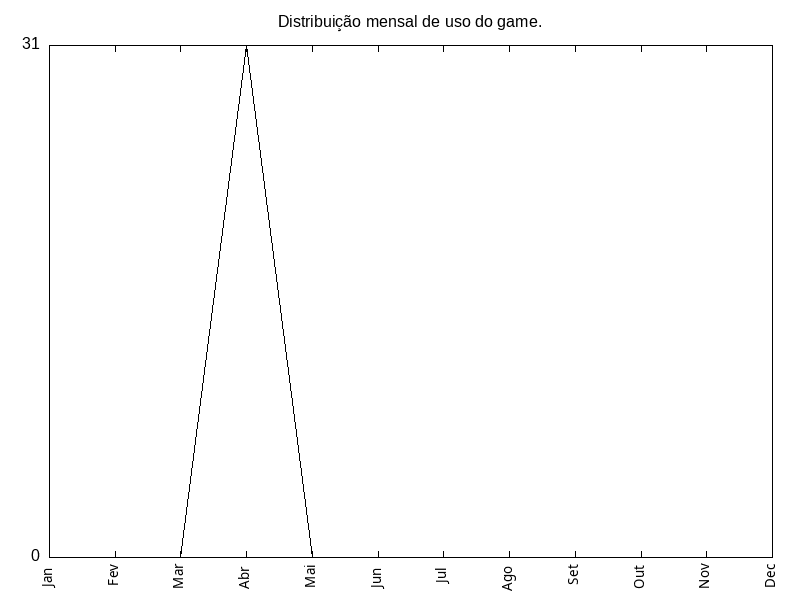 Distribuição mensal de uso do game.
31
0
Jan
Fev
Mar
Abr
Mai
Jun
Jul
Ago
Set
Out
Nov
Dec